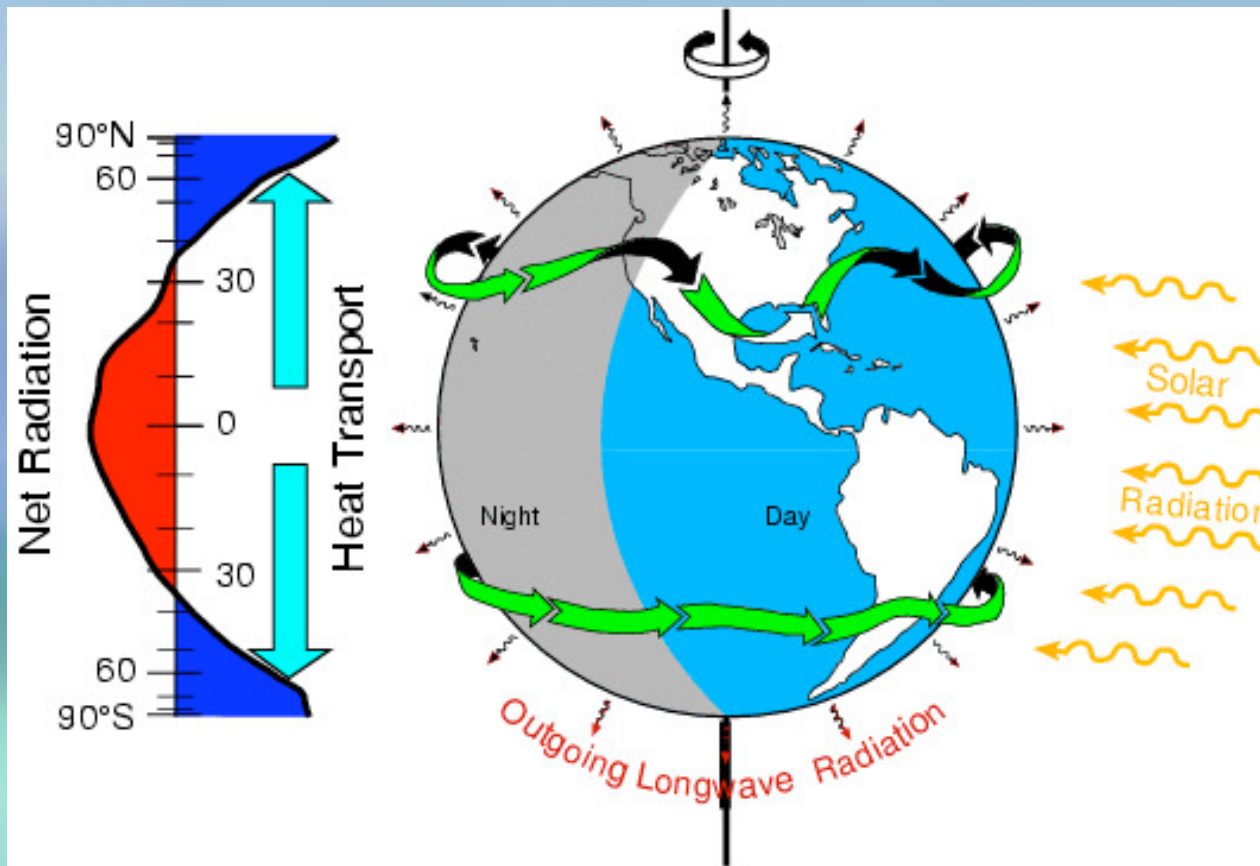 90°N
60
30
0
30
60
90°S
Net Radiation
Heat Transport
Night
Day
Solar
Radiation
Outgoing Longwave Radiation